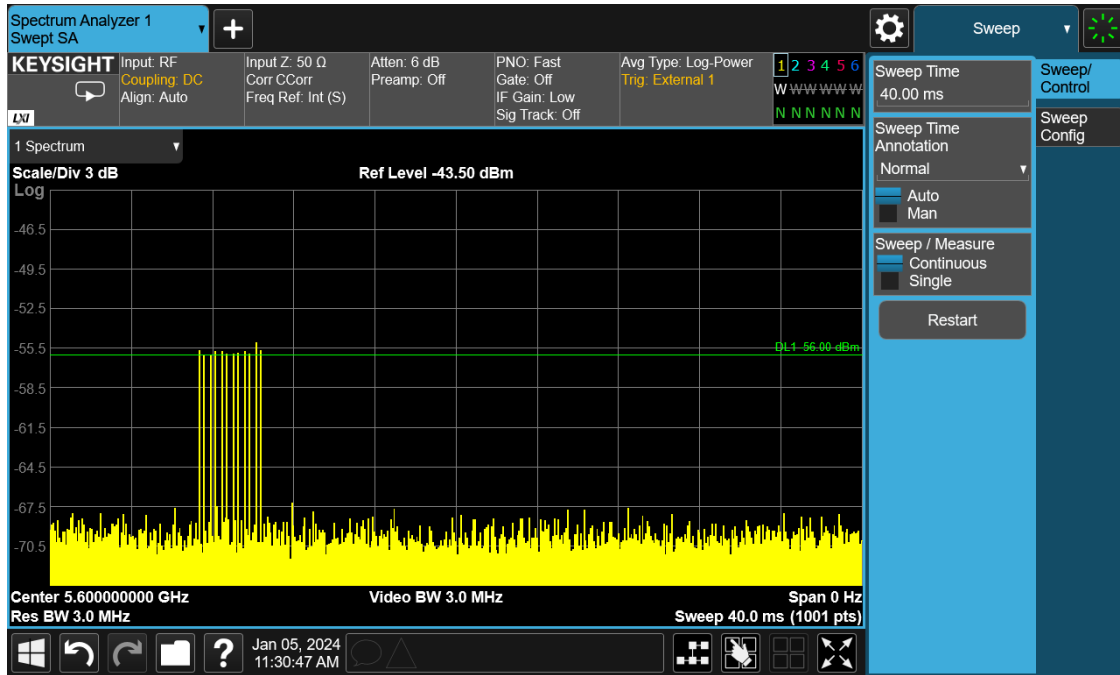 Spectrum Analyzer 1
Swept SA
+
Sweep
KEYSIGHT
LXI
Input: RF
Coupling: DC
Align: Auto
Input Z: 50 Ω
Corr CCorr
Freq Ref: Int (S)
Atten: 6 dB
Preamp: Off
PNO: Fast
Gate: Off
IF Gain: Low
Sig Track: Off
Avg Type: Log-Power
Trig: External 1
1 2 3 4 5 6
W W W W W W
N N N N N N
Sweep Time
40.00 ms
Sweep Time
Annotation
Normal
Auto
Man
Sweep / Measure
Continuous
Single
Restart
Sweep/
Control
Sweep
Config
1 Spectrum
Scale/Div 3 dB
Ref Level -43.50 dBm
Log
-46.5
-49.5
-52.5
-55.5
DL1 -56.00 dBm
-58.5
-61.5
-64.5
-67.5
-70.5
Center 5.600000000 GHz
Video BW 3.0 MHz
Span 0 Hz
Res BW 3.0 MHz
Sweep 40.0 ms (1001 pts)
?
Jan 05, 2024
11:30:47 AM